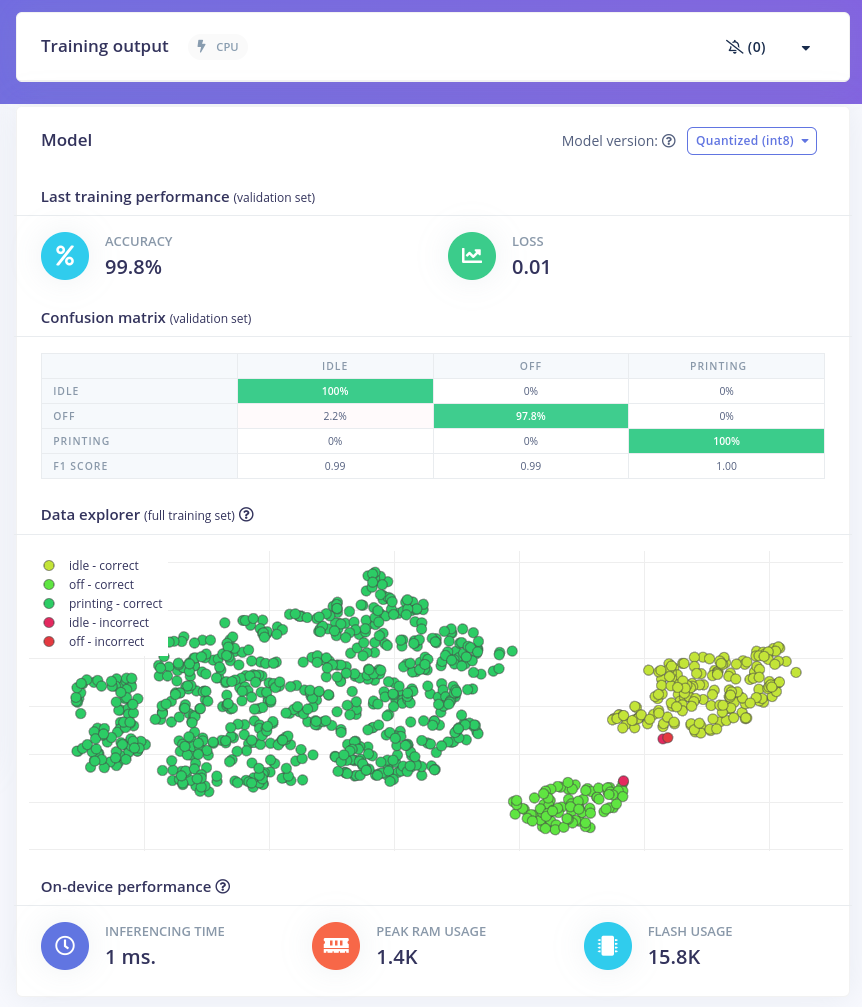 Training output CPU (0)
Model Model version: Quantized (int8)
Last training performance (validation set)
ACCURACY LOSS
99.8% 0.01
Confusion matrix (validation set)
IDLE OFF PRINTING
IDLE 100% 0% 0%
OFF 2.2% 97.8% 0%
PRINTING 0% 0% 100%
F1 SCORE 0.99 0.99 1.00
Data explorer (full training set)
idle - correct
off - correct
printing - correct
idle - incorrect
off - incorrect
On-device performance
INFERENCING TIME PEAK RAM USAGE FLASH USAGE
1 ms. 1.4K 15.8K